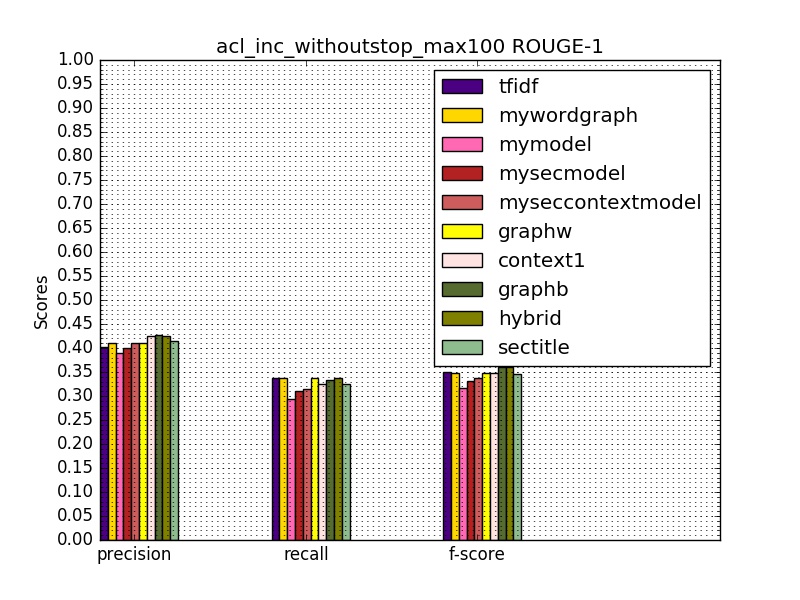 acl_inc_withoutstop_max100 ROUGE-1
1.00
0.95
0.90
0.85
0.80
0.75
0.70
0.65
0.60
0.55
0.50
0.45
0.40
0.35
0.30
0.25
0.20
0.15
0.10
0.05
0.00
Scores
tfidf
mywordgraph
mymodel
mysecmodel
myseccontextmodel
graphw
context1
graphb
hybrid
sectitle
precision
recall
f-score